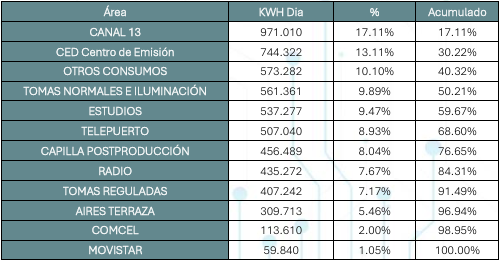 Área KWH Dia % Acumulado
CANAL 13 971.010 17.11% 17.11%
CED Centro de Emisión 744.322 13.11% 30.22%
OTROS CONSUMOS 573.282 10.10% 40.32%
TOMAS NORMALES E ILUMINACIÓN 561.361 9.89% 50.21%
ESTUDIOS 537.277 9.47% 59.67%
TELEPUERTO 507.040 8.93% 68.60%
CAPILLA POSTPRODUCCIÓN 456.489 8.04% 76.65%
RADIO 435.272 7.67% 84.31%
TOMAS REGULADAS 407.242 7.17% 91.49%
AIRES TERRAZA 309.713 5.46% 96.94%
COMCEL 113.610 2.00% 98.95%
MOVISTAR 59.840 1.05% 100.00%